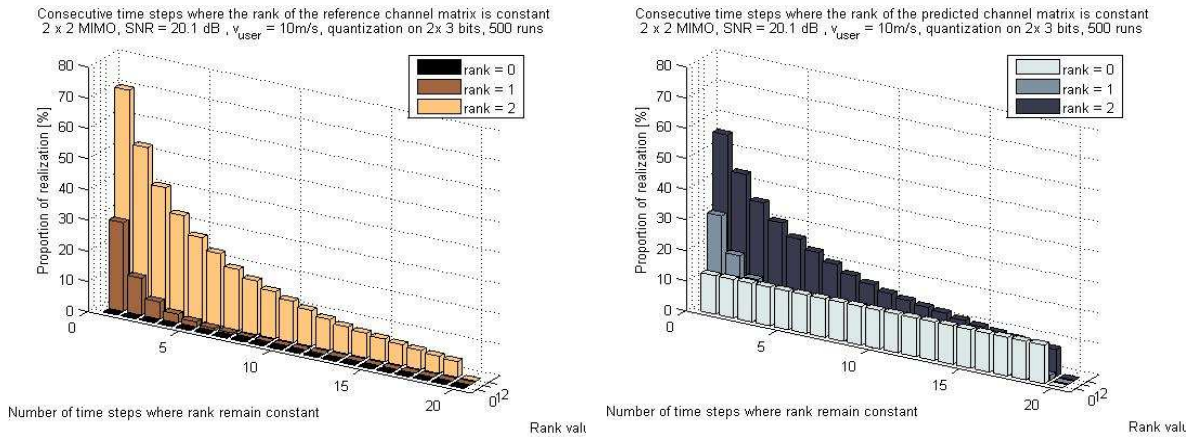 Consecutive time steps where the rank of the reference channel matrix is constant
2 x 2 MIMO, SNR = 20.1 dB , v_user = 10m/s, quantization on 2x 3 bits, 500 runs
80
70
60
50
40
30
20
10
0
Proportion of realization [%]
rank = 0
rank = 1
rank = 2
0
5
10
15
20
0
1
2
Number of time steps where rank remain constant
Rank valu
Consecutive time steps where the rank of the predicted channel matrix is constant
2 x 2 MIMO, SNR = 20.1 dB , v_user = 10m/s, quantization on 2x 3 bits, 500 runs
80
70
60
50
40
30
20
10
0
Proportion of realization [%]
rank = 0
rank = 1
rank = 2
0
5
10
15
20
0
1
2
Number of time steps where rank remain constant
Rank valu